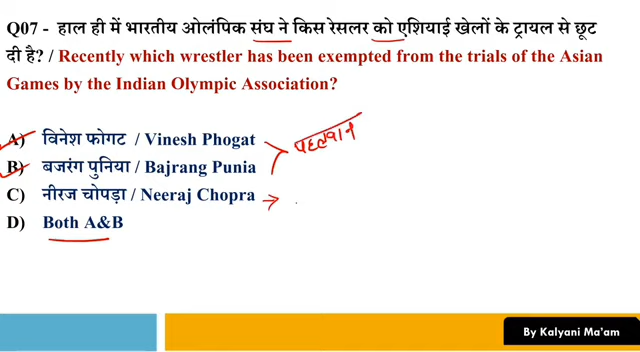 Q07 - हाल ही में भारतीय ओलंपिक संघ ने किस रेसलर को एशियाई खेलों के ट्रायल से छूट
दी है? / Recently which wrestler has been exempted from the trials of the Asian
Games by the Indian Olympic Association?
A) विनेश फोगट / Vinesh Phogat
पहलवान
B) बजरंग पुनिया / Bajrang Punia
C) नीरज चोपड़ा / Neeraj Chopra
D) Both A&B
By Kalyani Ma'am